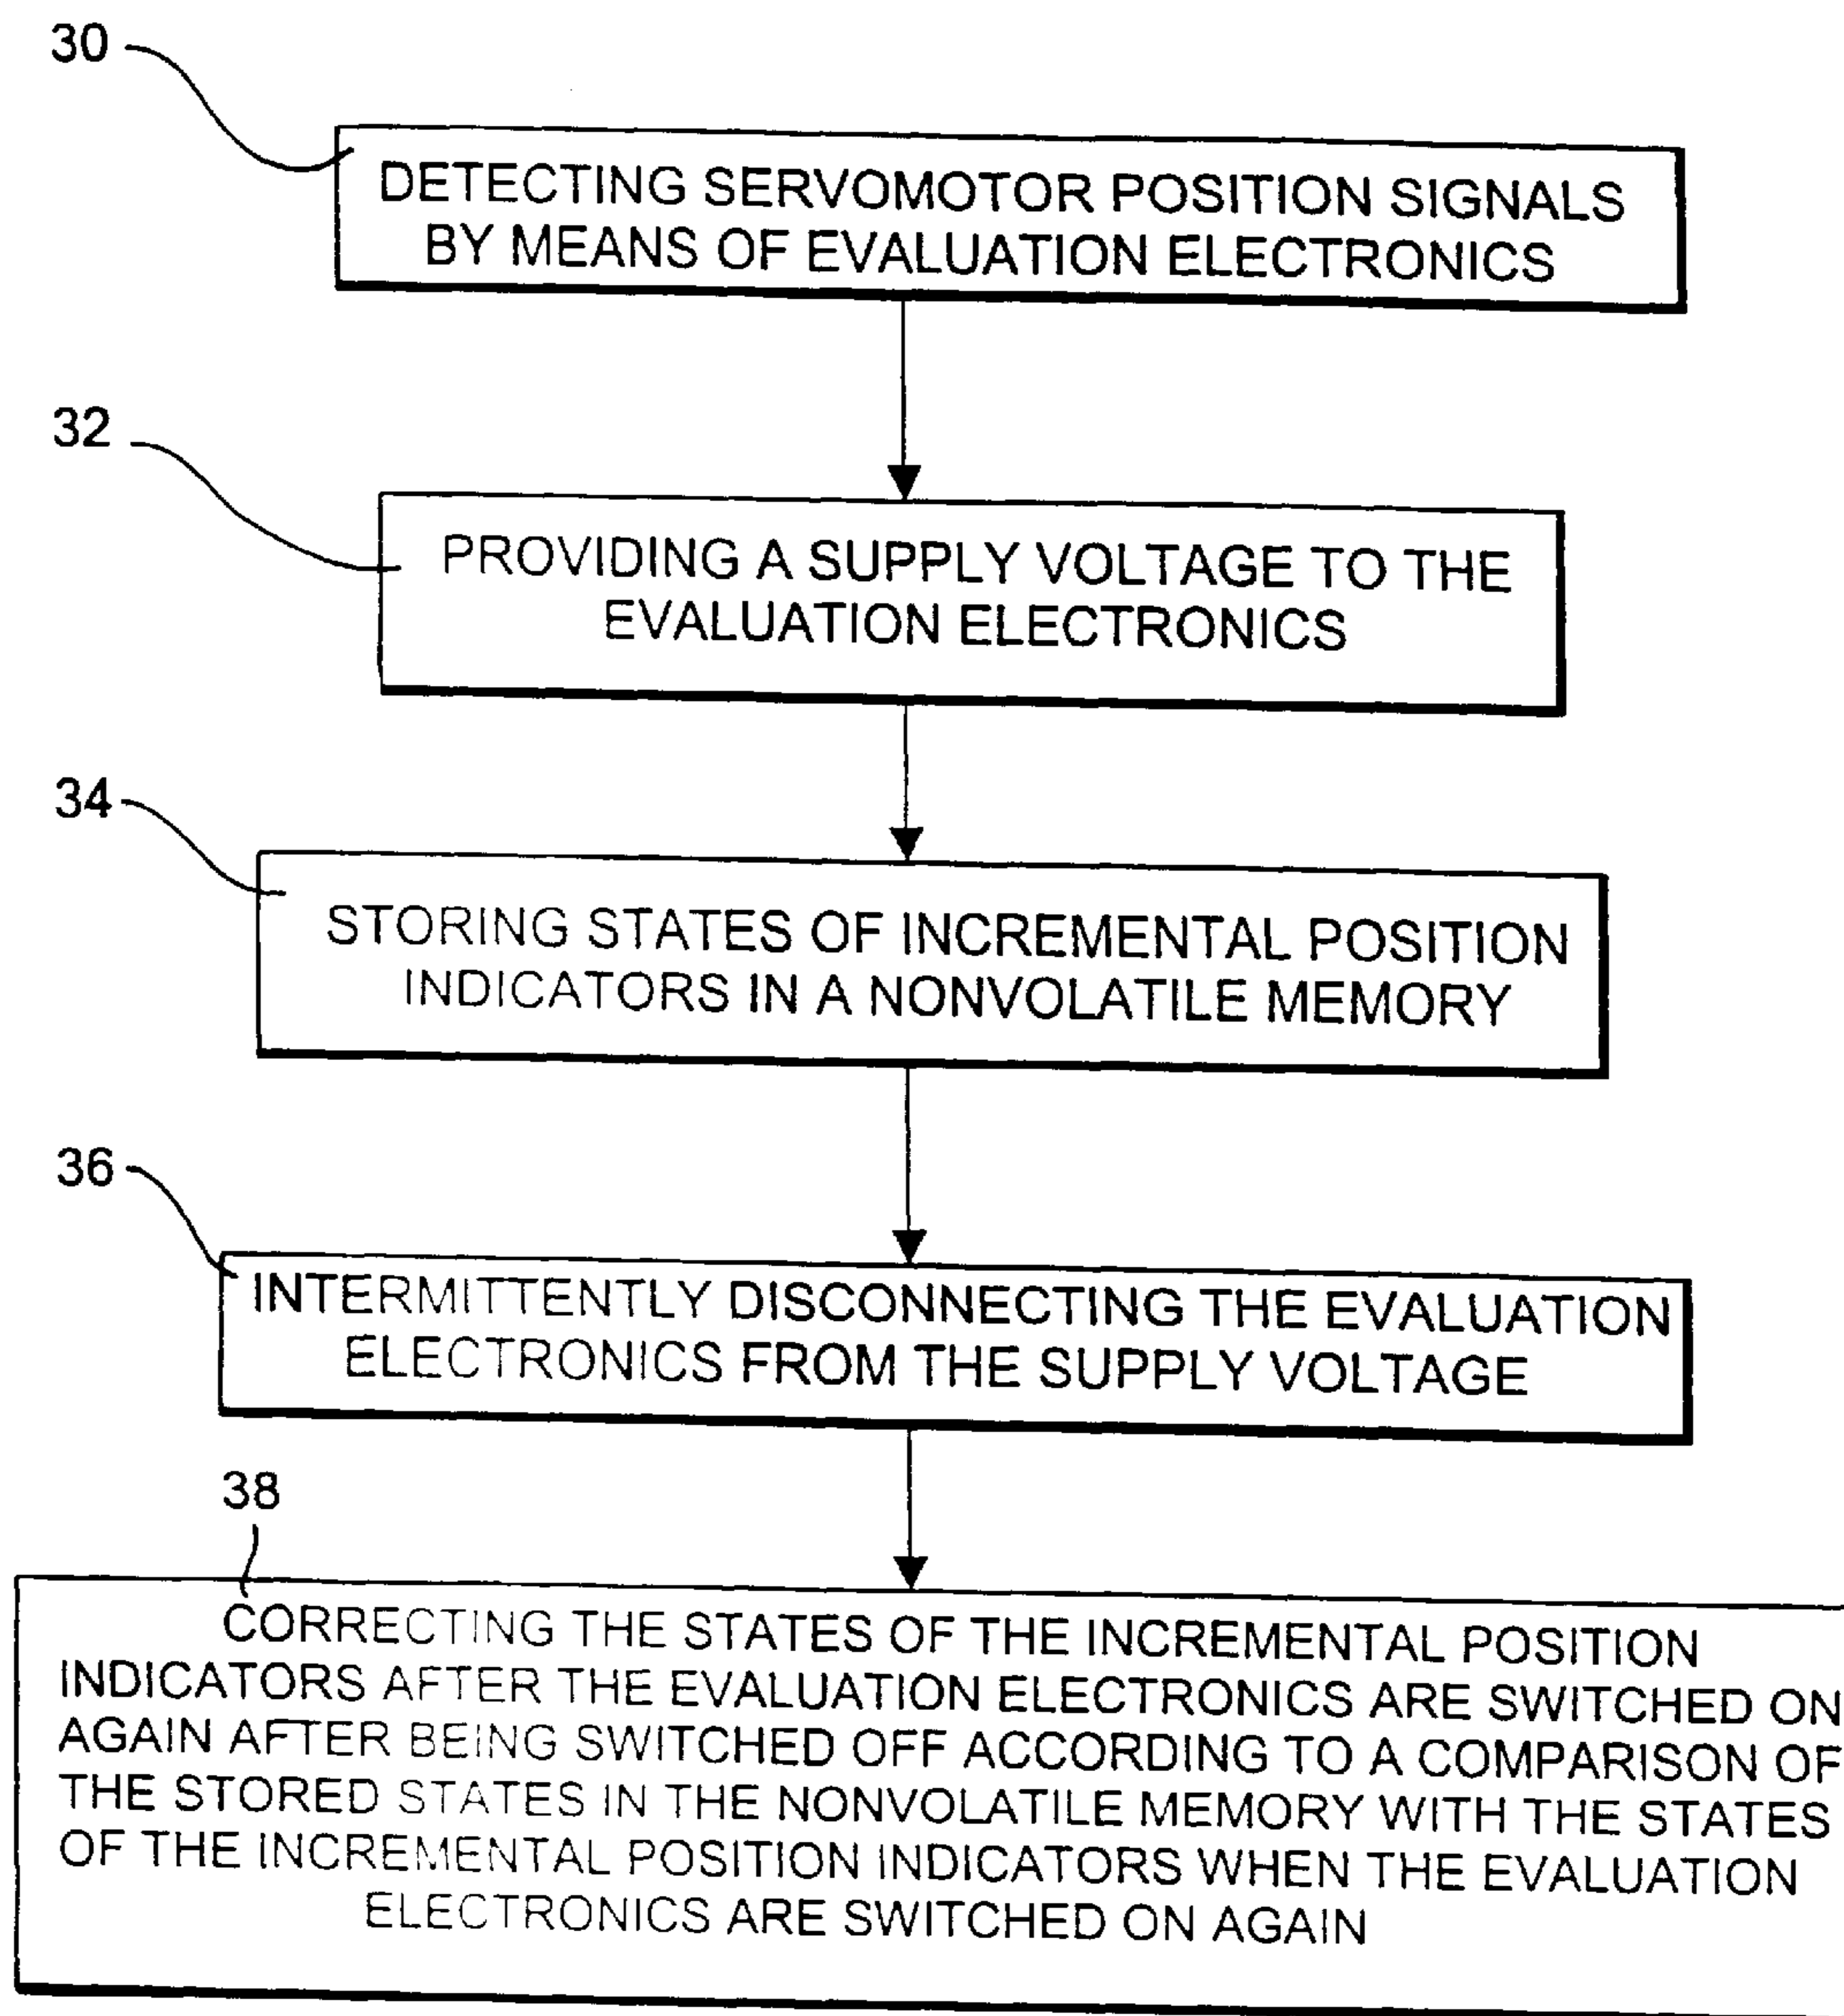 30
DETECTING SERVOMOTOR POSITION SIGNALS
BY MEANS OF EVALUATION ELECTRONICS
32
PROVIDING A SUPPLY VOLTAGE TO THE
EVALUATION ELECTRONICS
34
STORING STATES OF INCREMENTAL POSITION
INDICATORS IN A NONVOLATILE MEMORY
36
INTERMITTENTLY DISCONNECTING THE EVALUATION
ELECTRONICS FROM THE SUPPLY VOLTAGE
38
CORRECTING THE STATES OF THE INCREMENTAL POSITION
INDICATORS AFTER THE EVALUATION ELECTRONICS ARE SWITCHED ON
AGAIN AFTER BEING SWITCHED OFF ACCORDING TO A COMPARISON OF
THE STORED STATES IN THE NONVOLATILE MEMORY WITH THE STATES
OF THE INCREMENTAL POSITION INDICATORS WHEN THE EVALUATION
ELECTRONICS ARE SWITCHED ON AGAIN